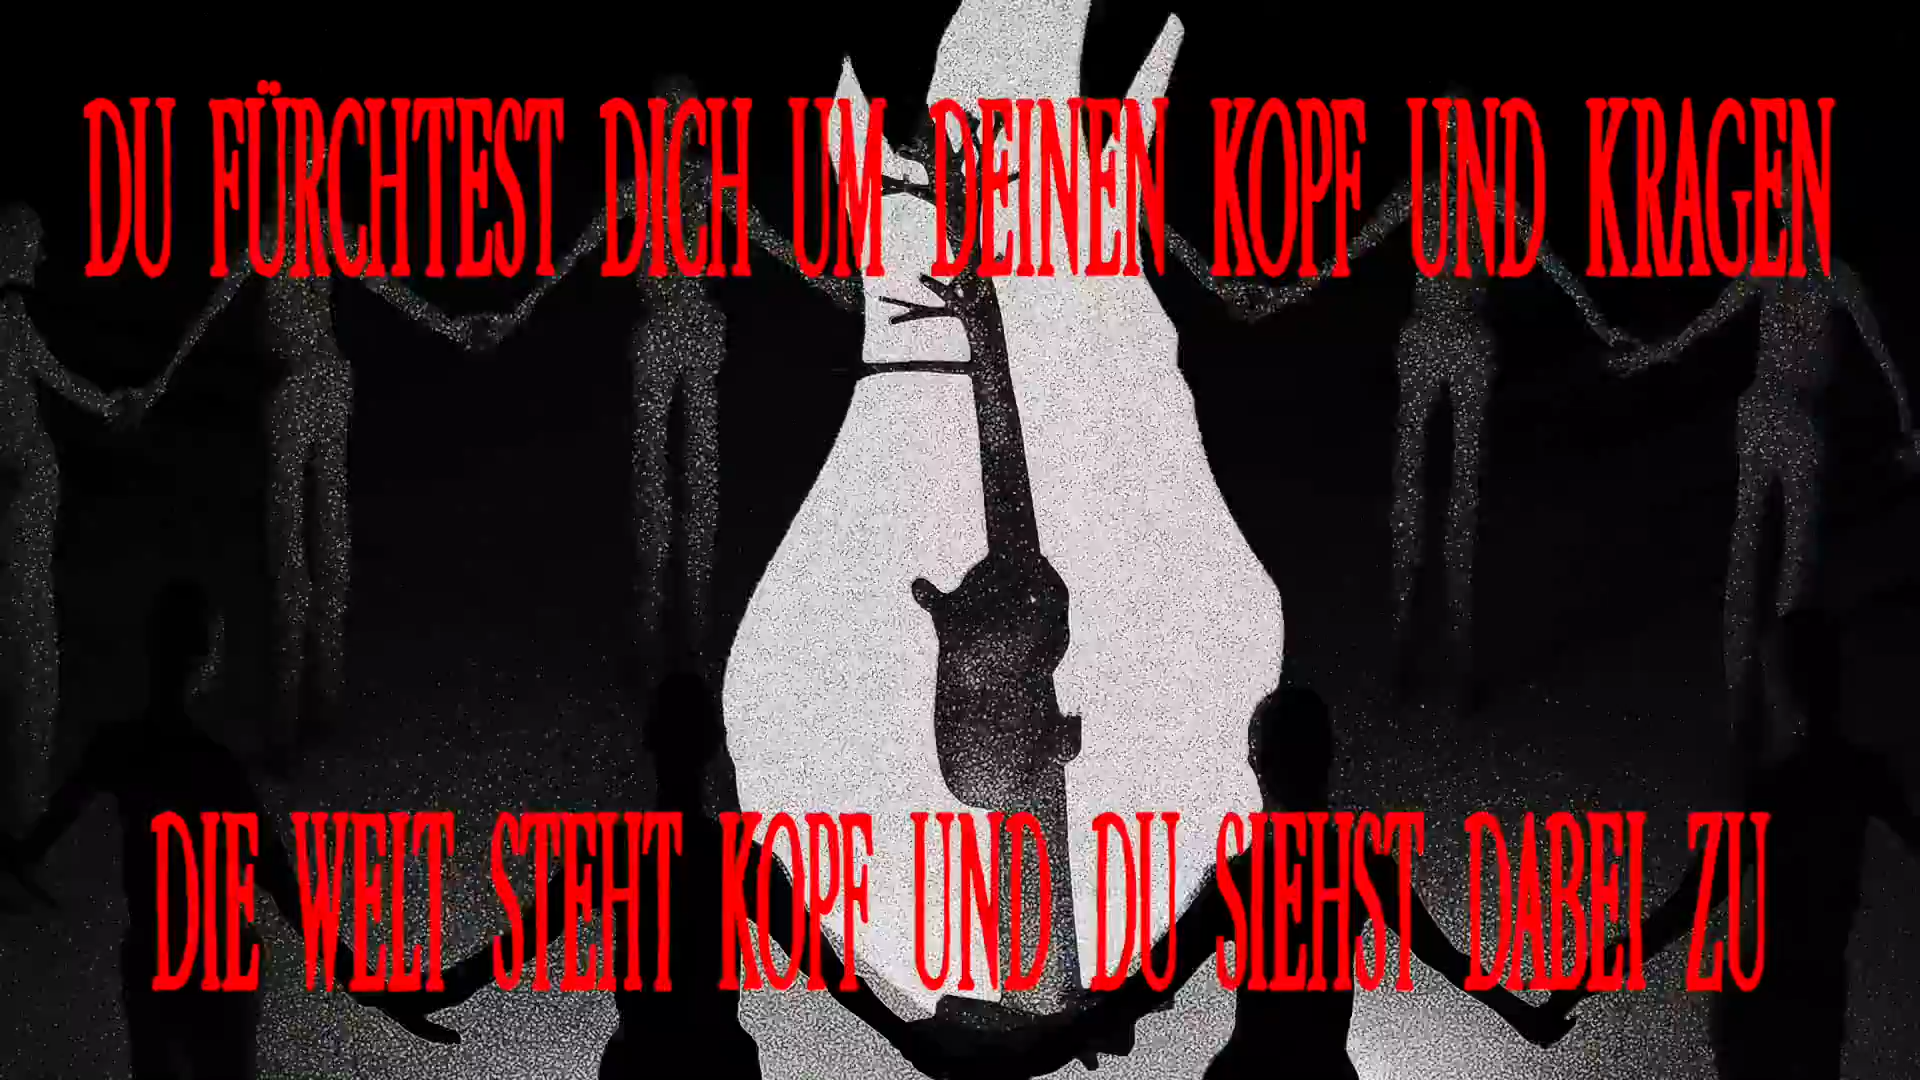 DU FÜRCHTEST DICH UM DEINEN KOPF UND KRAGEN
DIE WELT STEHT KOPF UND DU SIEHST DABEI ZU